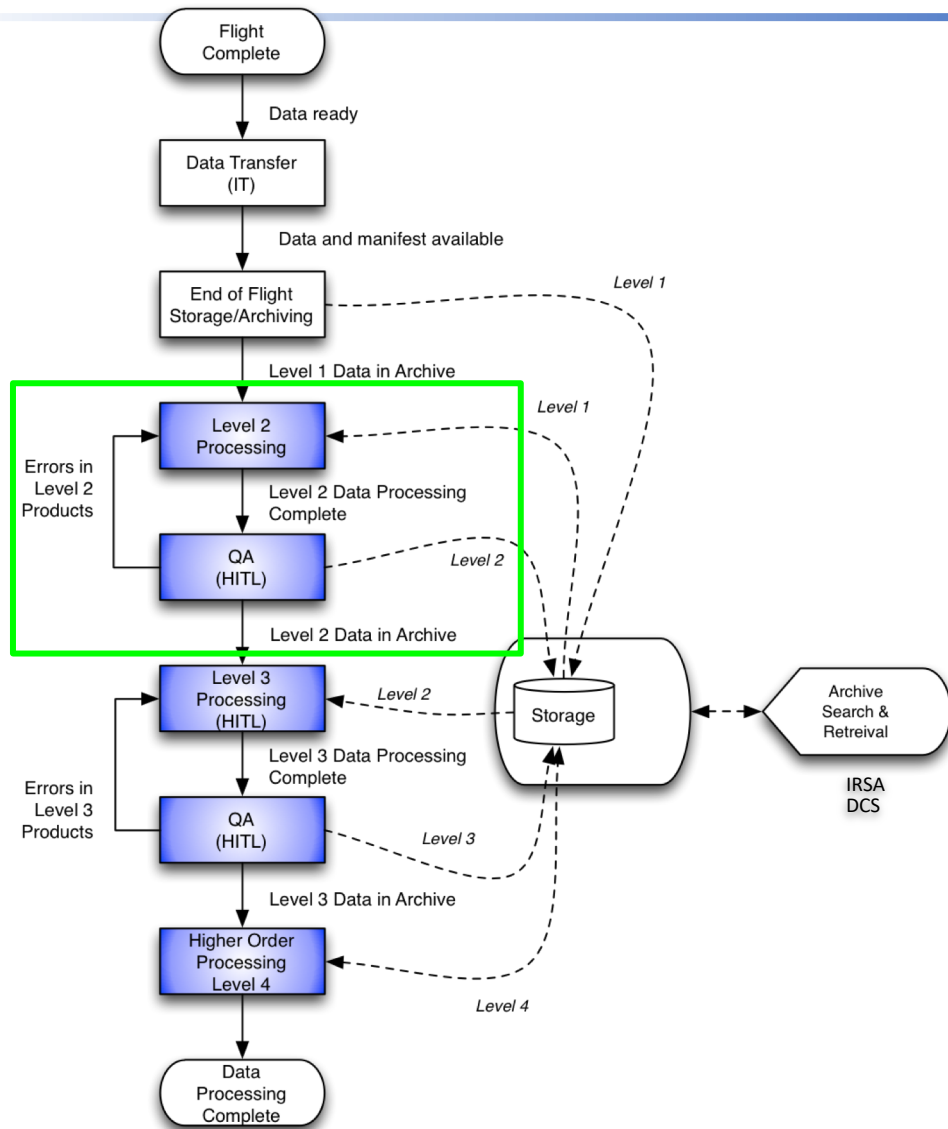 Flight
Complete
Data ready
Data Transfer
(IT)
Data and manifest available
Level 1
End of Flight
Storage/Archiving
Level 1 Data in Archive
Level 1
Level 2
Processing
Errors in
Level 2
Products
Level 2 Data Processing
Complete
QA
(HITL)
Level 2
Level 2 Data in Archive
Level 3
Processing
(HITL)
Level 2
Storage
Archive
Search &
Retreival
IRSA
DCS
Level 3 Data Processing
Complete
Errors in
Level 3
Products
QA
(HITL)
Level 3
Level 3 Data in Archive
Higher Order
Processing
Level 4
Level 4
Data
Processing
Complete